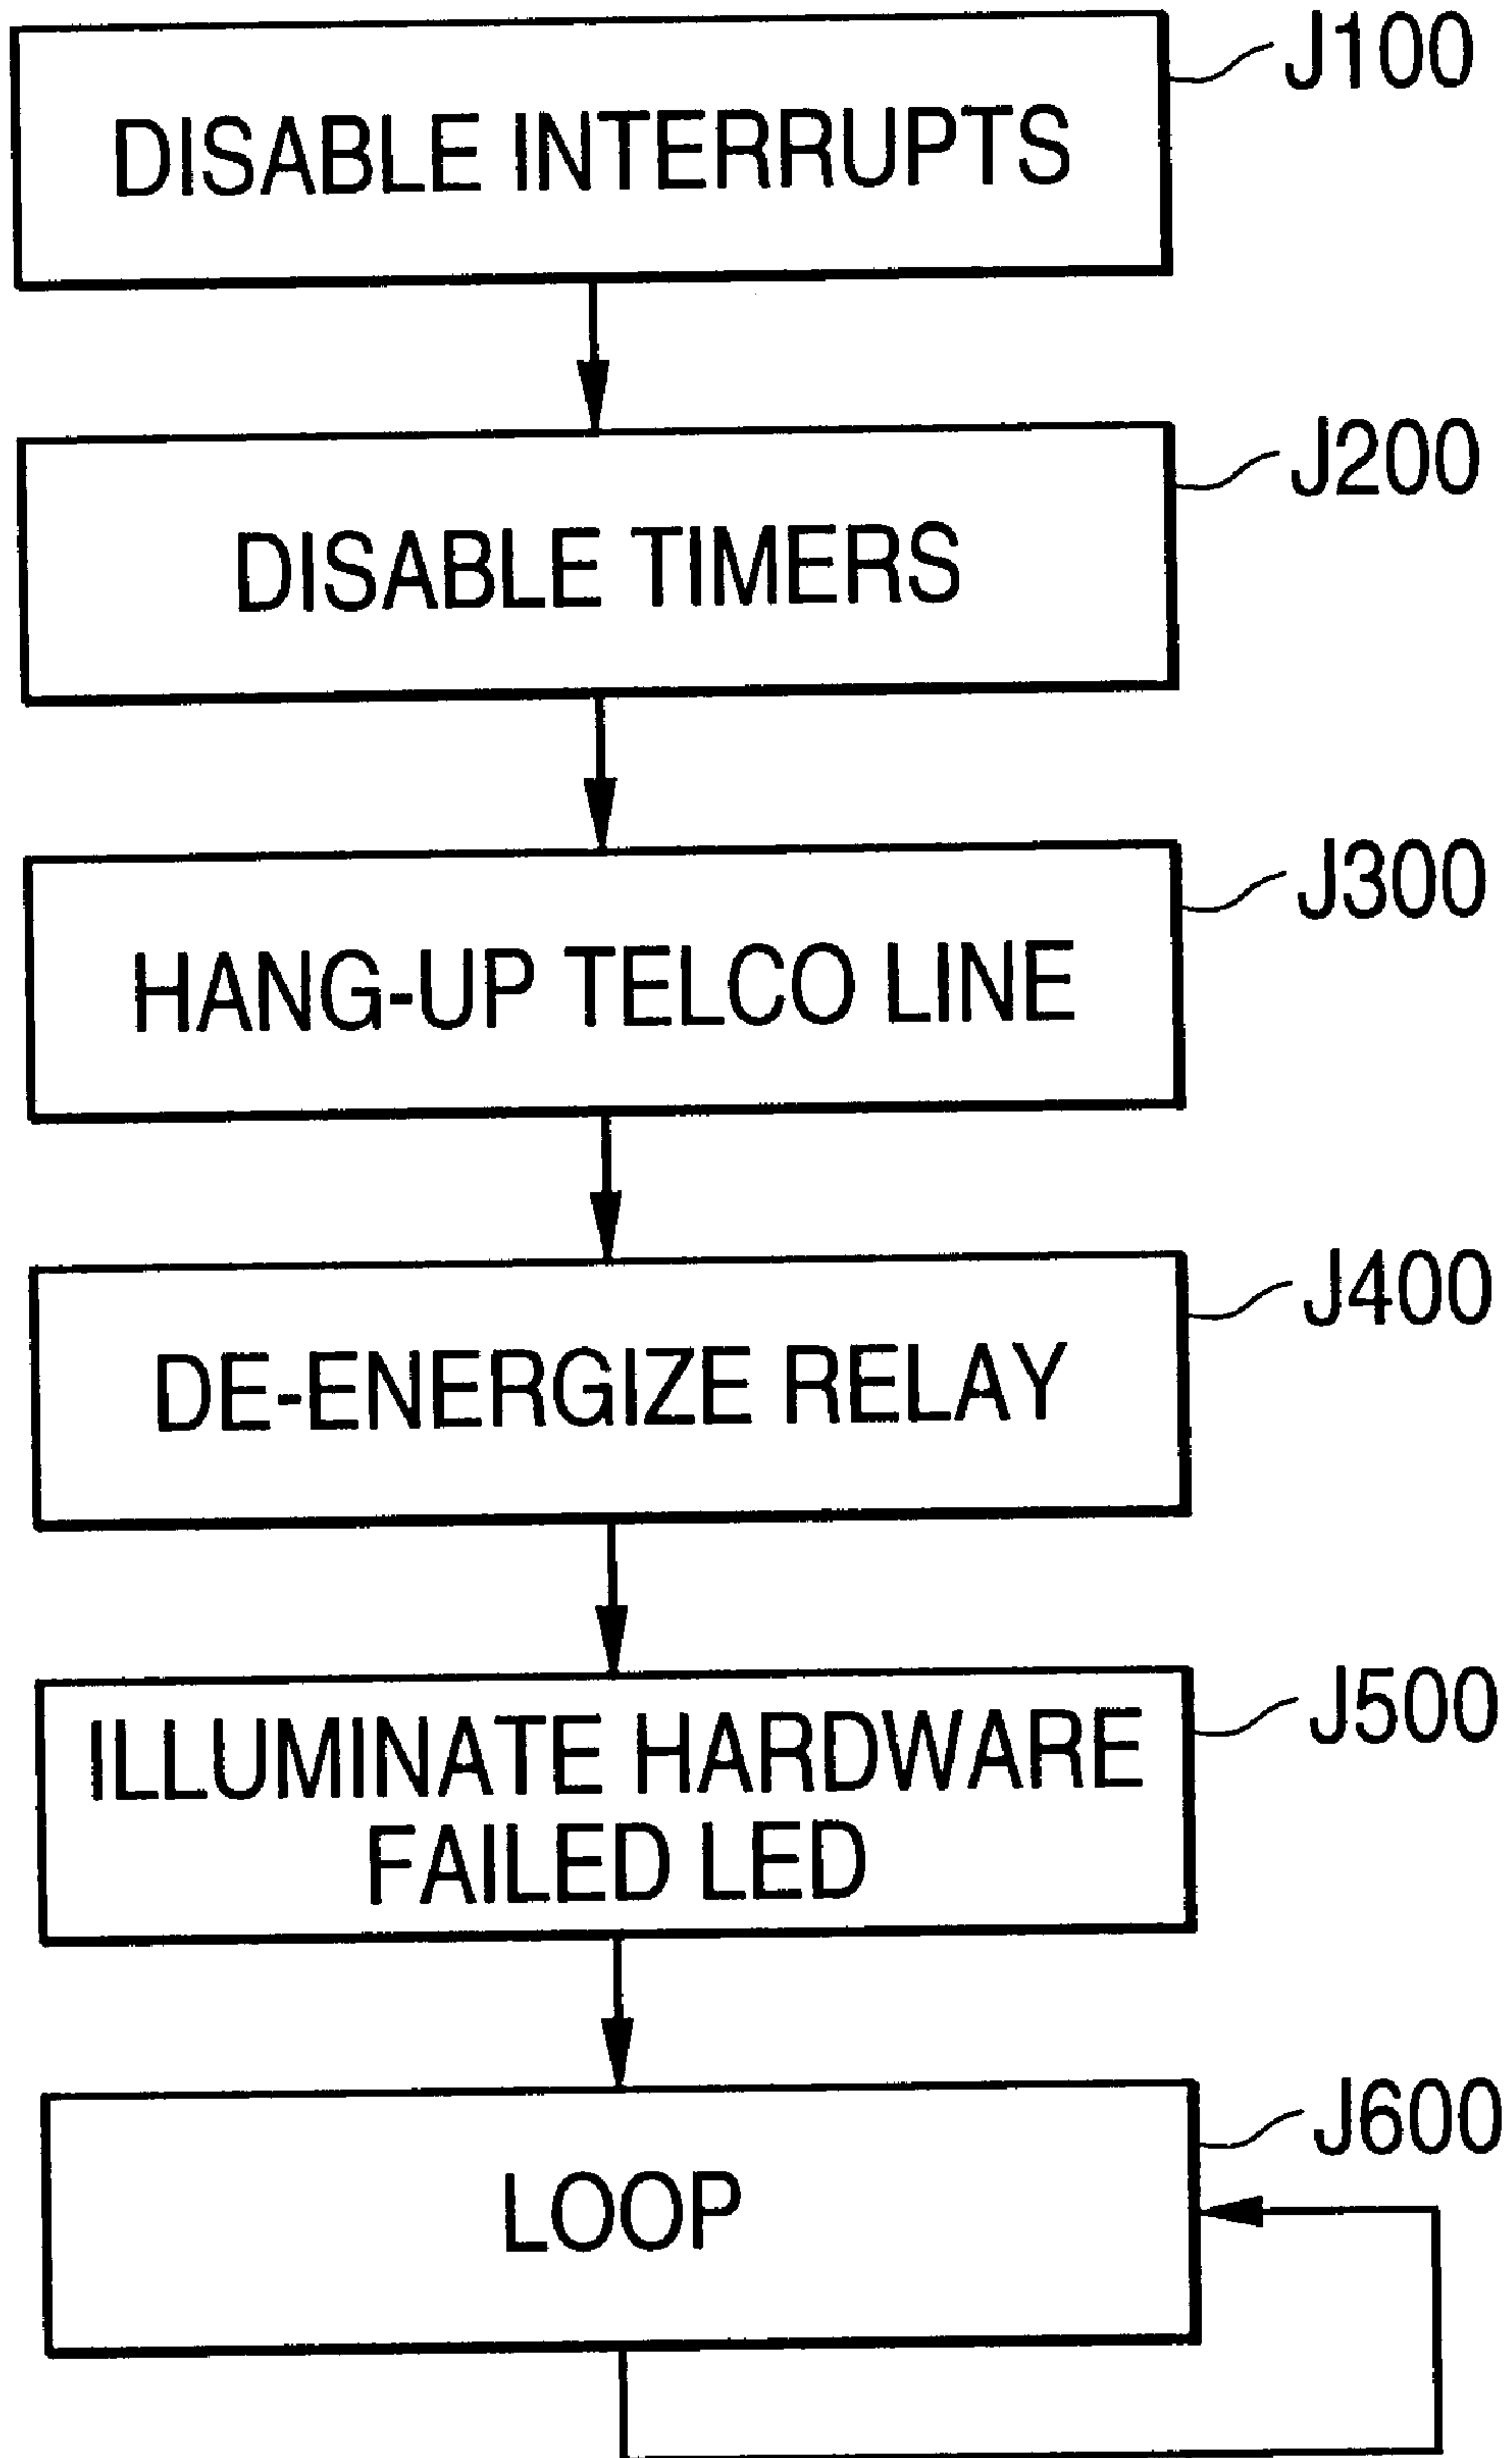 J100
DISABLE INTERRUPTS
J200
DISABLE TIMERS
J300
HANG-UP TELCO LINE
J400
DE-ENERGIZE RELAY
J500
ILLUMINATE HARDWARE
FAILED LED
J600
LOOP